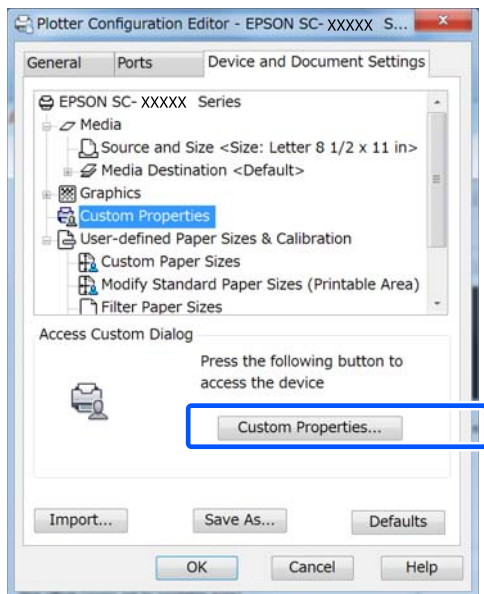 Plotter Configuration Editor - EPSON SC- XXXXX S...
General Ports Device and Document Settings
EPSON SC- XXXXX Series
Media
Source and Size <Size: Letter 8 1/2 x 11 in>
Media Destination <Default>
Graphics
Custom Properties
User-defined Paper Sizes & Calibration
Custom Paper Sizes
Modify Standard Paper Sizes (Printable Area)
Filter Paper Sizes
Access Custom Dialog
Press the following button to
access the device
Custom Properties...
Import... Save As... Defaults
OK Cancel Help